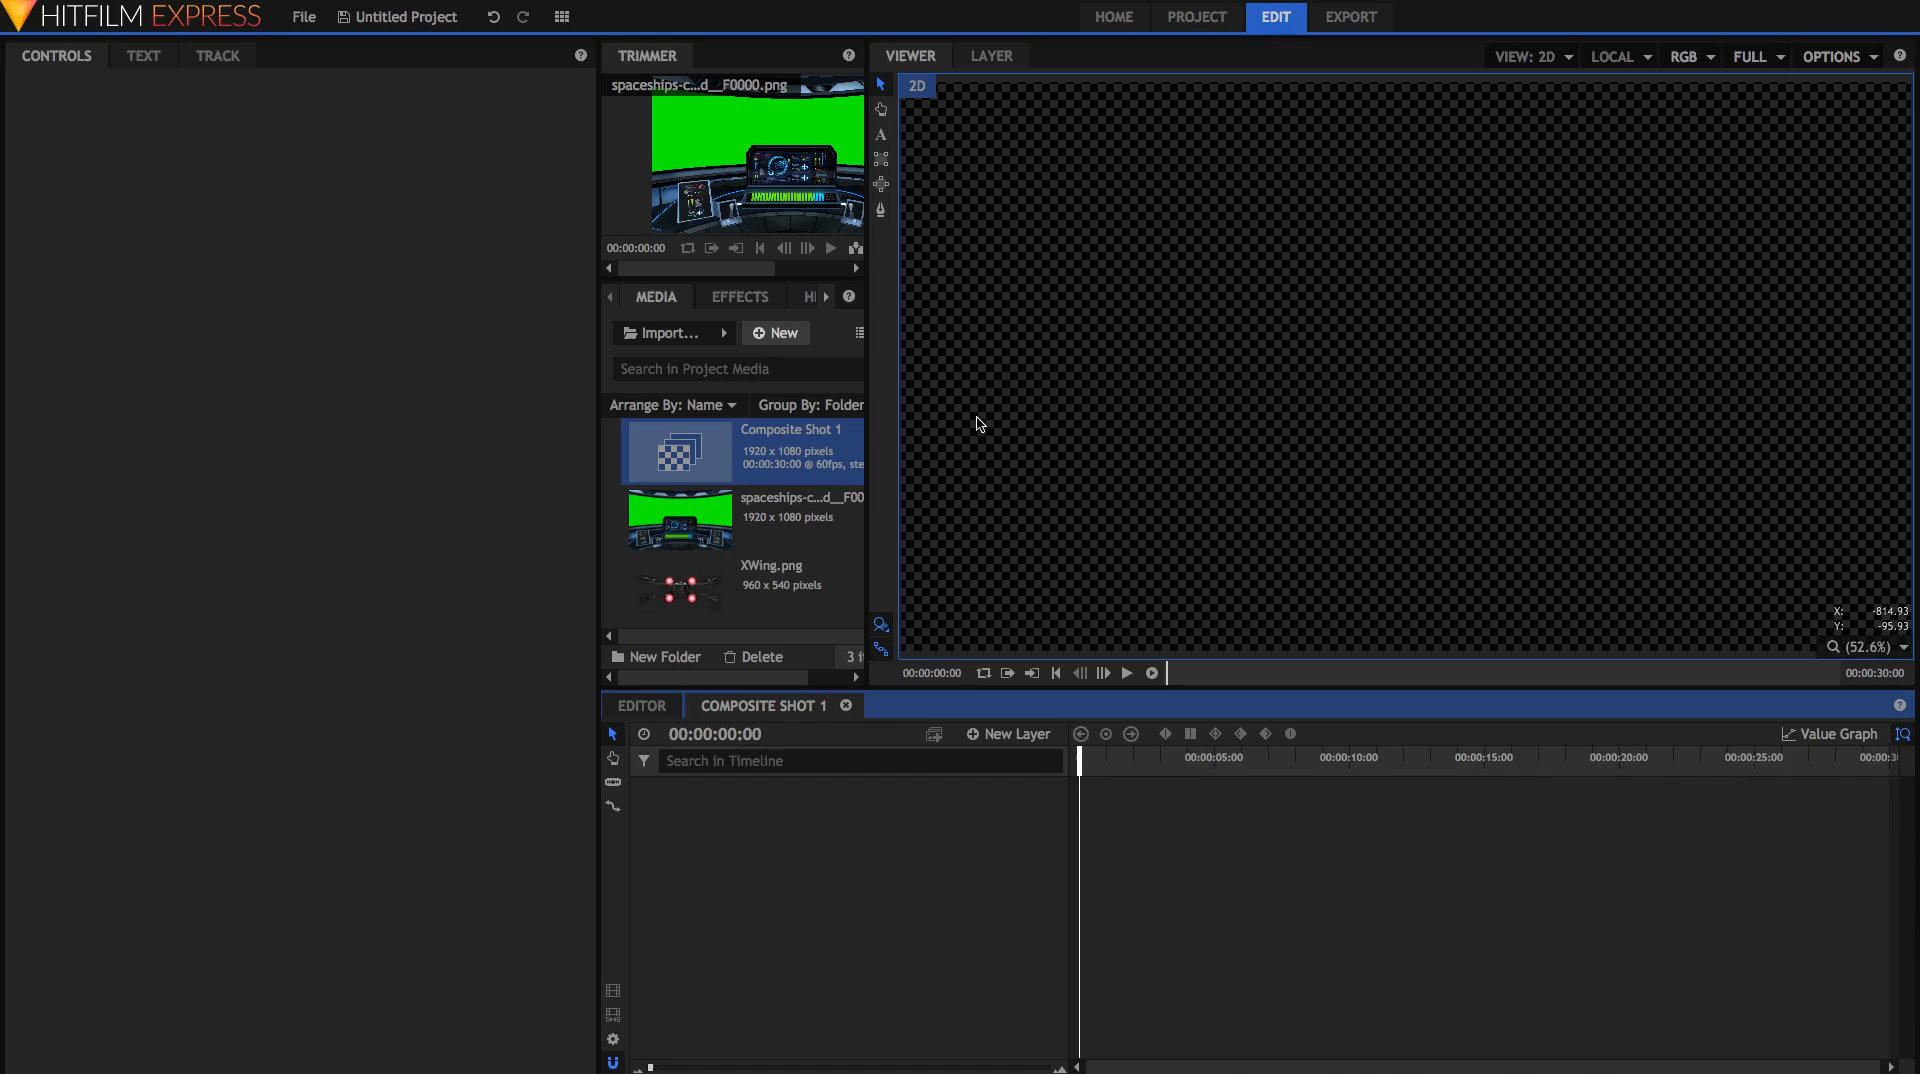 HITFILM EXPRESS
File
Untitled Project
HOME
PROJECT
EDIT
EXPORT
CONTROLS
TEXT
TRACK
TRIMMER
VIEWER
LAYER
VIEW: 2D
LOCAL
RGB
FULL
OPTIONS
spaceships-c...d__F0000.png
2D
A
00:00:00:00
MEDIA
EFFECTS
Import...
New
Search in Project Media
Arrange By: Name
Group By: Folder
Composite Shot 1
1920 x 1080 pixels
00:00:30:00 @ 60fps, ste
spaceships-c...d__F00
1920 x 1080 pixels
XWing.png
960 x 540 pixels
X: -814.93
Y: -95.93
(52.6%)
New Folder
Delete
3 i
00:00:00:00
00:00:30:00
EDITOR
COMPOSITE SHOT 1
00:00:00:00
New Layer
Value Graph
Search in Timeline
00:00:05:00
00:00:10:00
00:00:15:00
00:00:20:00
00:00:25:00
00:00:3